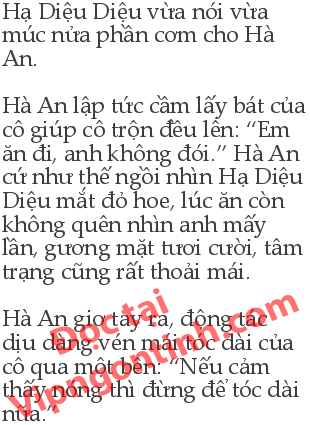 Hạ Diệu Diệu vừa nói vừa
múc nửa phần cơm cho Hà
An.
Hà An lập tức cầm lấy bát của
cô giúp cô trộn đều lên: “Em
ăn đi, anh không đói.” Hà An
cứ như thế ngồi nhìn Hạ Diệu
Diệu mắt đỏ hoe, lúc ăn còn
không quên nhìn anh mấy
lần, gương mặt tươi cười, tâm
trạng cũng rất thoải mái.
Hà An giơ tay ra, động tác
dịu dàng vén mái tóc dài của
cô qua một bên: “Nếu cảm
thấy nóng thì đừng để tóc dài
nữa.”
Đọc tại
Vipngontinh.com